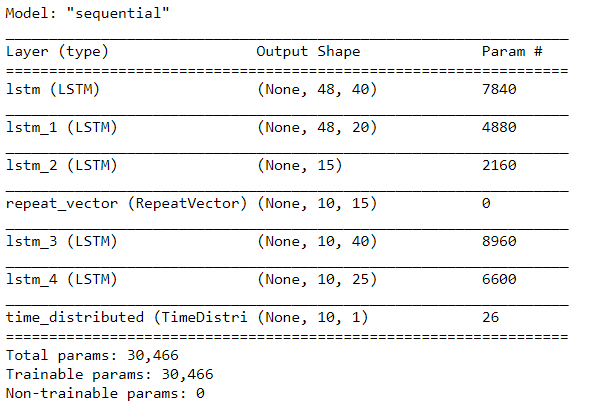 Model: "sequential"
Layer (type) Output Shape Param #
lstm (LSTM) (None, 48, 40) 7840
lstm_1 (LSTM) (None, 48, 20) 4880
lstm_2 (LSTM) (None, 15) 2160
repeat_vector (RepeatVector) (None, 10, 15) 0
lstm_3 (LSTM) (None, 10, 40) 8960
lstm_4 (LSTM) (None, 10, 25) 6600
time_distributed (TimeDistri (None, 10, 1) 26
Total params: 30,466
Trainable params: 30,466
Non-trainable params: 0